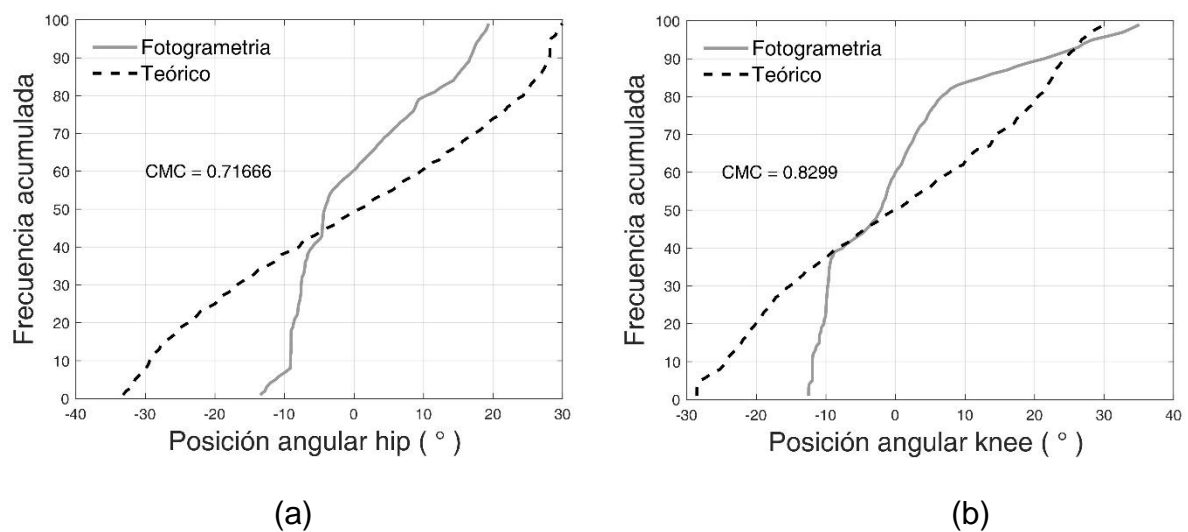 100
90
80
70
60
50
40
30
20
10
0
Frecuencia acumulada
Fotogrametria
Teórico
CMC = 0.71666
-40 -30 -20 -10 0 10 20 30
Posición angular hip ( ° )
(a)
100
90
80
70
60
50
40
30
20
10
0
Frecuencia acumulada
Fotogrametria
Teórico
CMC = 0.8299
-30 -20 -10 0 10 20 30 40
Posición angular knee ( ° )
(b)